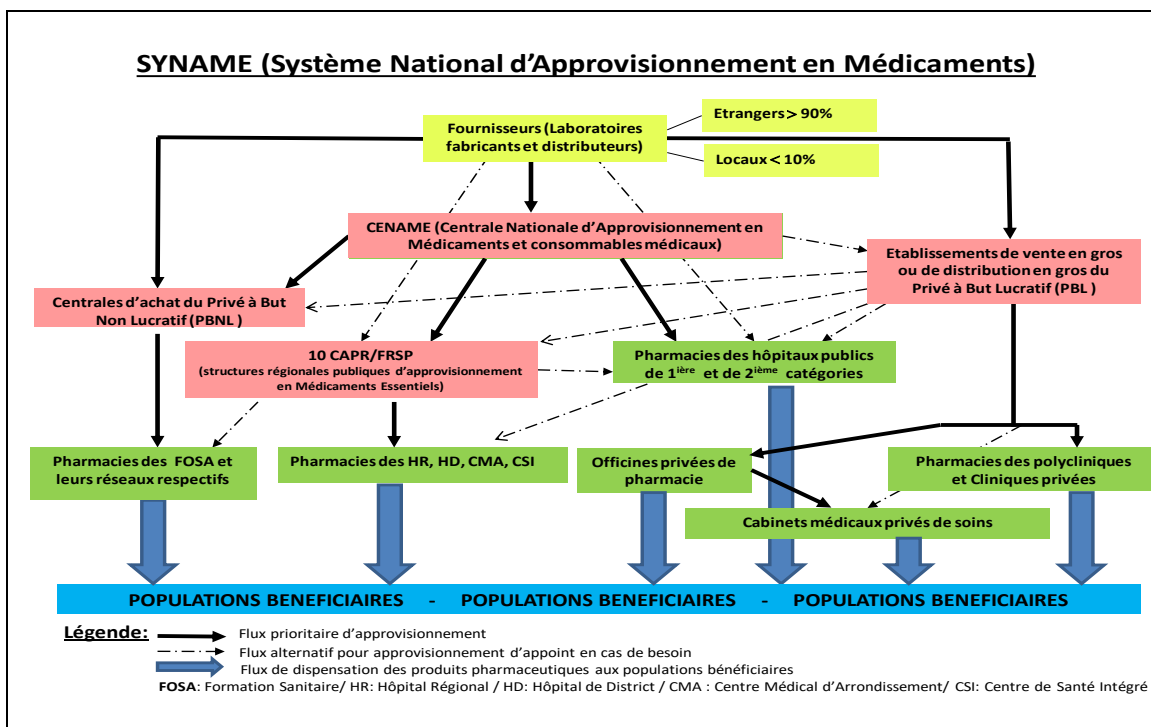 SYNAME (Système National d'Approvisionnement en Médicaments)
Fournisseurs (Laboratoires
fabricants et distributeurs)
Etrangers > 90%
Locaux < 10%
CENAME (Centrale Nationale d'Approvisionnement en
Médicaments et consommables médicaux)
Etablissements de vente en gros
ou de distribution en gros du
Privé à But Lucratif (PBL )
Centrales d'achat du Privé à But
Non Lucratif (PBNL )
10 CAPR/FRSP
(structures régionales publiques d'approvisionnement
en Médicaments Essentiels)
Pharmacies des hôpitaux publics
de 1ière et de 2ième catégories
Pharmacies des FOSA et
leurs réseaux respectifs
Pharmacies des HR, HD, CMA, CSI
Officines privées de
pharmacie
Pharmacies des polycliniques
et Cliniques privées
Cabinets médicaux privés de soins
POPULATIONS BENEFICIAIRES - POPULATIONS BENEFICIAIRES - POPULATIONS BENEFICIAIRES
Légende:
Flux prioritaire d'approvisionnement
Flux alternatif pour approvisionnement d'appoint en cas de besoin
Flux de dispensation des produits pharmaceutiques aux populations bénéficiaires
FOSA: Formation Sanitaire/ HR: Hôpital Régional / HD: Hôpital de District / CMA : Centre Médical d'Arrondissement/ CSI: Centre de Santé Intégré